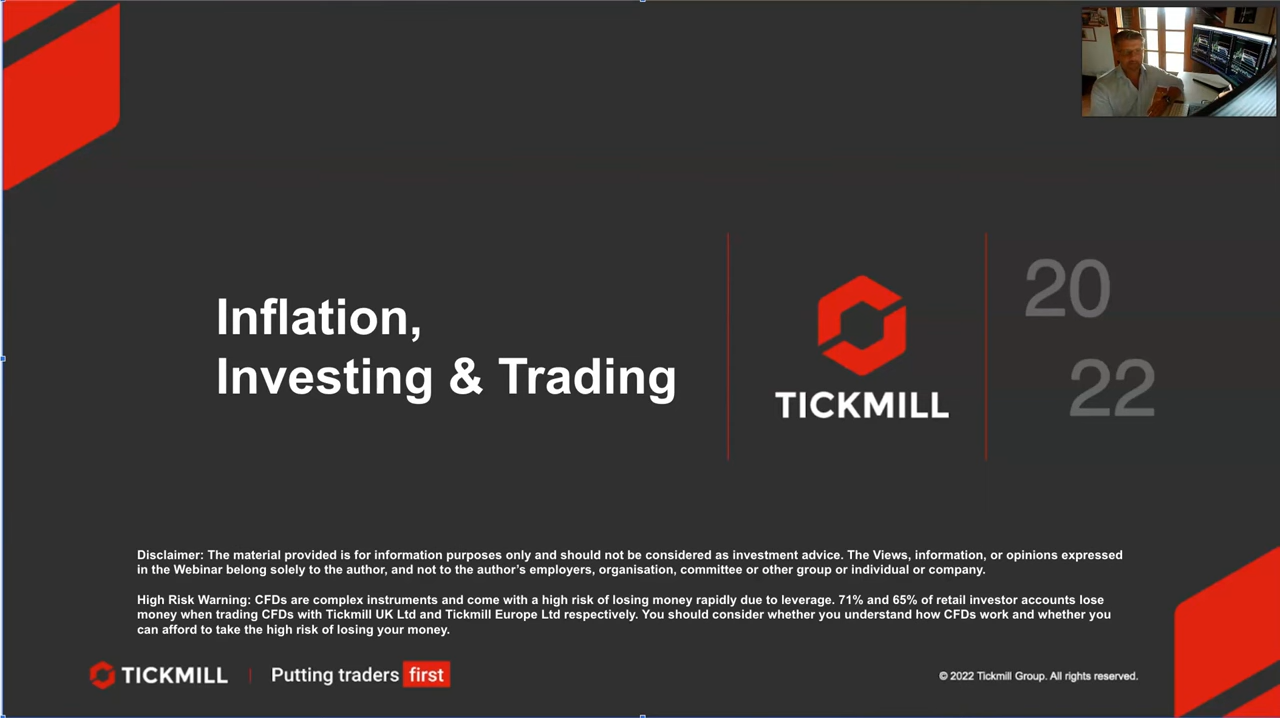 Inflation,
Investing & Trading
TICKMILL
20
22
Disclaimer: The material provided is for information purposes only and should not be considered as investment advice. The Views, information, or opinions expressed
in the Webinar belong solely to the author, and not to the author's employers, organisation, committee or other group or individual or company.
High Risk Warning: CFDs are complex instruments and come with a high risk of losing money rapidly due to leverage. 71% and 65% of retail investor accounts lose
money when trading CFDs with Tickmill UK Ltd and Tickmill Europe Ltd respectively. You should consider whether you understand how CFDs work and whether you
can afford to take the high risk of losing your money.
TICKMILL | Putting traders first
© 2022 Tickmill Group. All rights reserved.